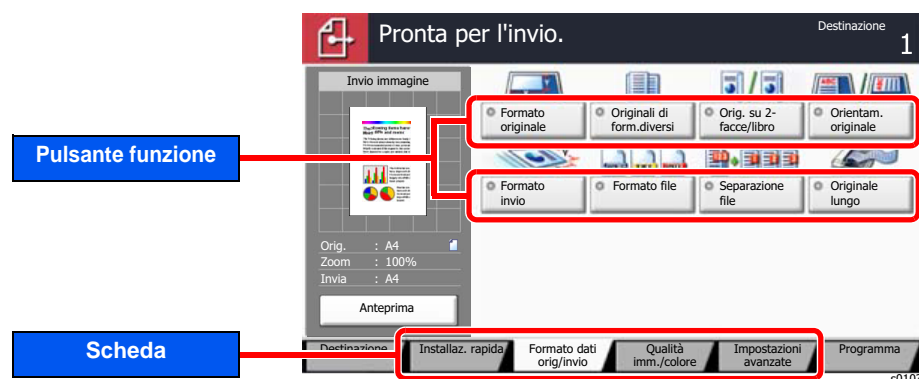 Pronta per l'invio.
Destinazione
1
Invio immagine
Formato
originale
Originali di
form.diversi
Orig. su 2-
facce/libro
Orientam.
originale
Pulsante funzione
Formato
invio
Formato file
Separazione
file
Originale
lungo
Orig. : A4
Zoom : 100%
Invia : A4
Anteprima
Scheda
Destinazione
Installaz. rapida
Formato dati
orig/invio
Qualità
imm./colore
Impostazioni
avanzate
Programma